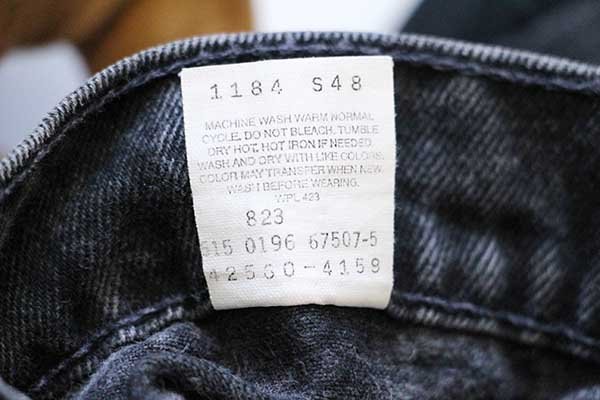 1184 S48
MACHINE WASH WARM NORMAL
CYCLE. DO NOT BLEACH. TUMBLE
DRY HOT. HOT IRON IF NEEDED.
WASH AND DRY WITH LIKE COLORS.
COLOR MAY TRANSFER WHEN NEW.
WASH BEFORE WEARING.
WPL 423
823
515 0196 67507-5
42560-4159